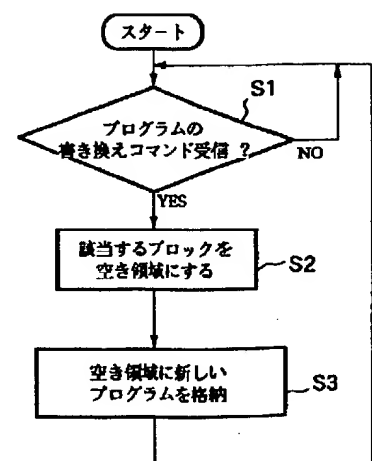 スタート
S1
プログラムの
書き換えコマンド受信 ?
NO
YES
該当するブロックを
空き領域にする
S2
空き領域に新しい
プログラムを格納
S3